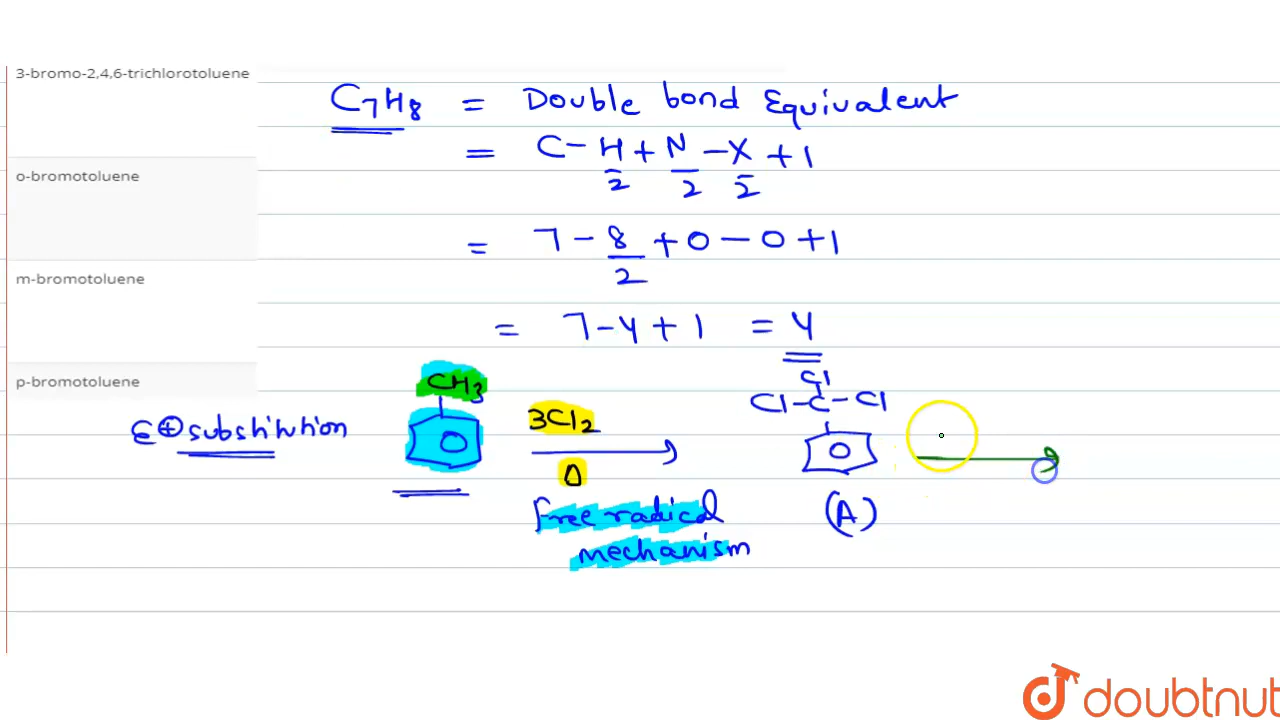 3-bromo-2,4,6-trichlorotoluene
o-bromotoluene
m-bromotoluene
p-bromotoluene
C7H8 = Double bond Equivalent
= C - H/2 + N/2 - X/2 + 1
= 7 - 8/2 + 0 - 0 + 1
= 7 - 4 + 1 = 4
E⊕ substitution
CH3
3Cl2
Δ
Free radical
mechanism
Cl
Cl-C-Cl
(A)
doubtnut